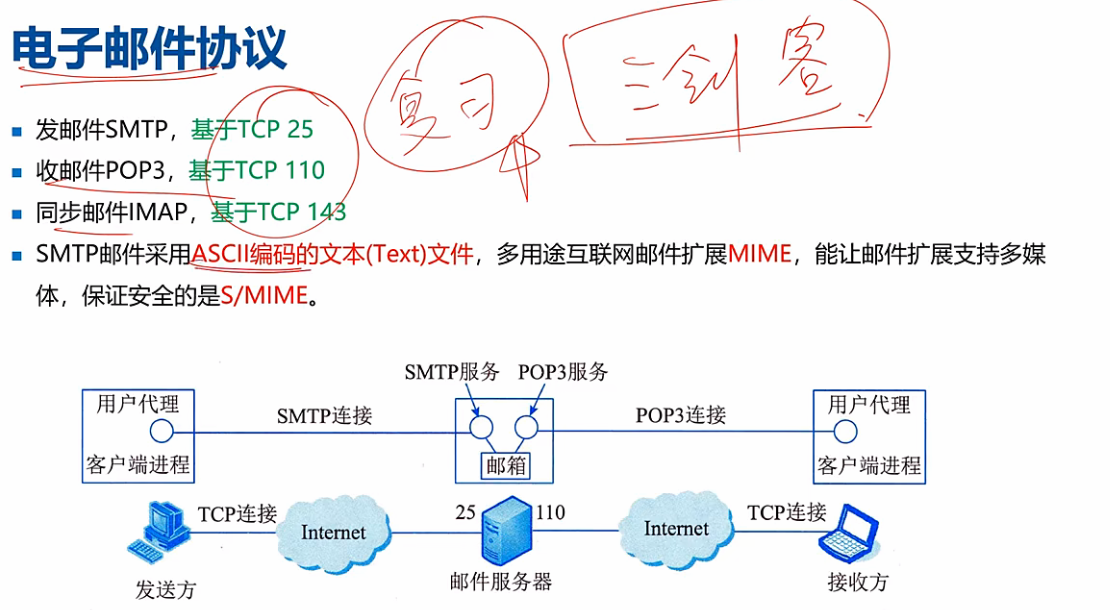 电子邮件协议
复习
三剑客
发邮件SMTP，基于TCP 25
收邮件POP3，基于TCP 110
同步邮件IMAP，基于TCP 143
SMTP邮件采用ASCII编码的文本(Text)文件，多用途互联网邮件扩展MIME，能让邮件扩展支持多媒
体，保证安全的是S/MIME。
SMTP服务 POP3服务
用户代理 SMTP连接 POP3连接 用户代理
客户端进程 邮箱 客户端进程
TCP连接 Internet 25 110 Internet TCP连接
发送方 邮件服务器 接收方